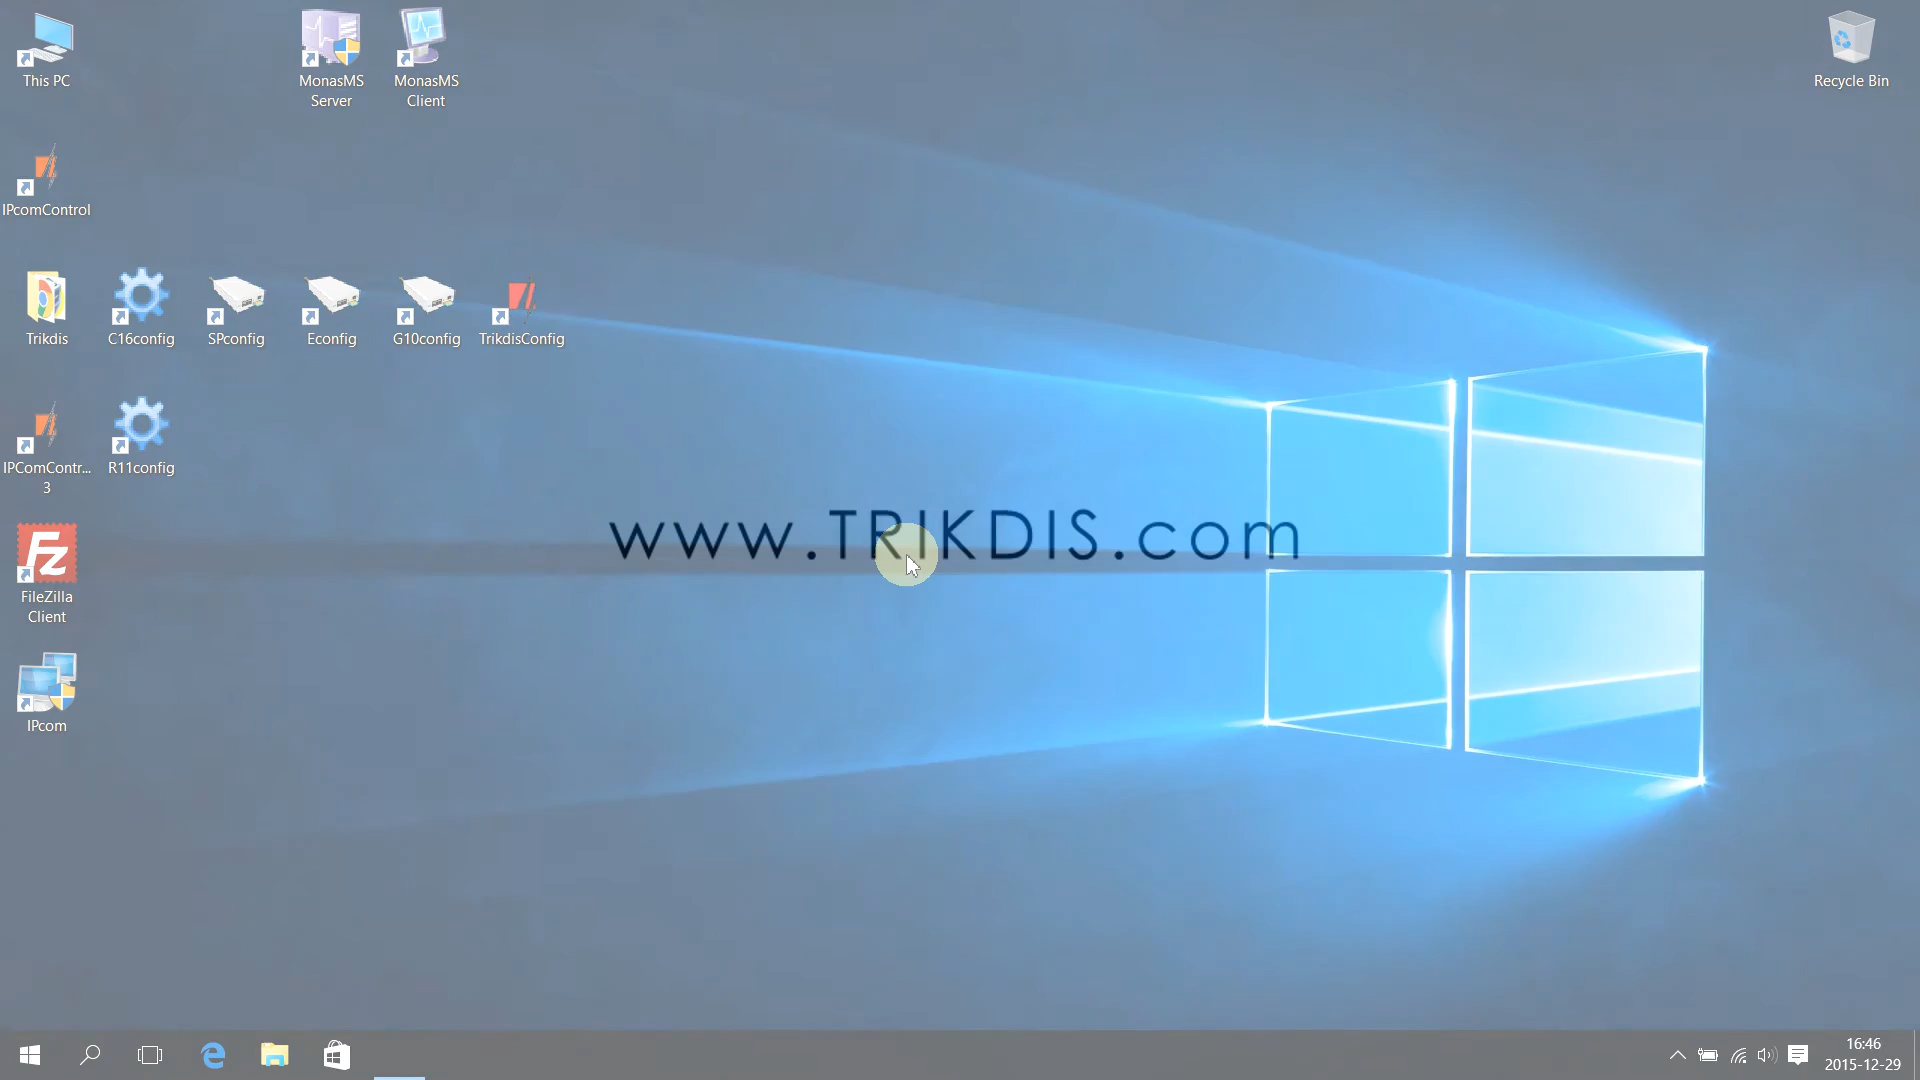 This PC
MonasMS
Server
MonasMS
Client
Recycle Bin
IPcomControl
Trikdis
C16config
SPconfig
Econfig
G10config
TrikdisConfig
IPComContr...
3
R11config
www.TRIKDIS.com
FileZilla
Client
IPcom
16:46
2015-12-29